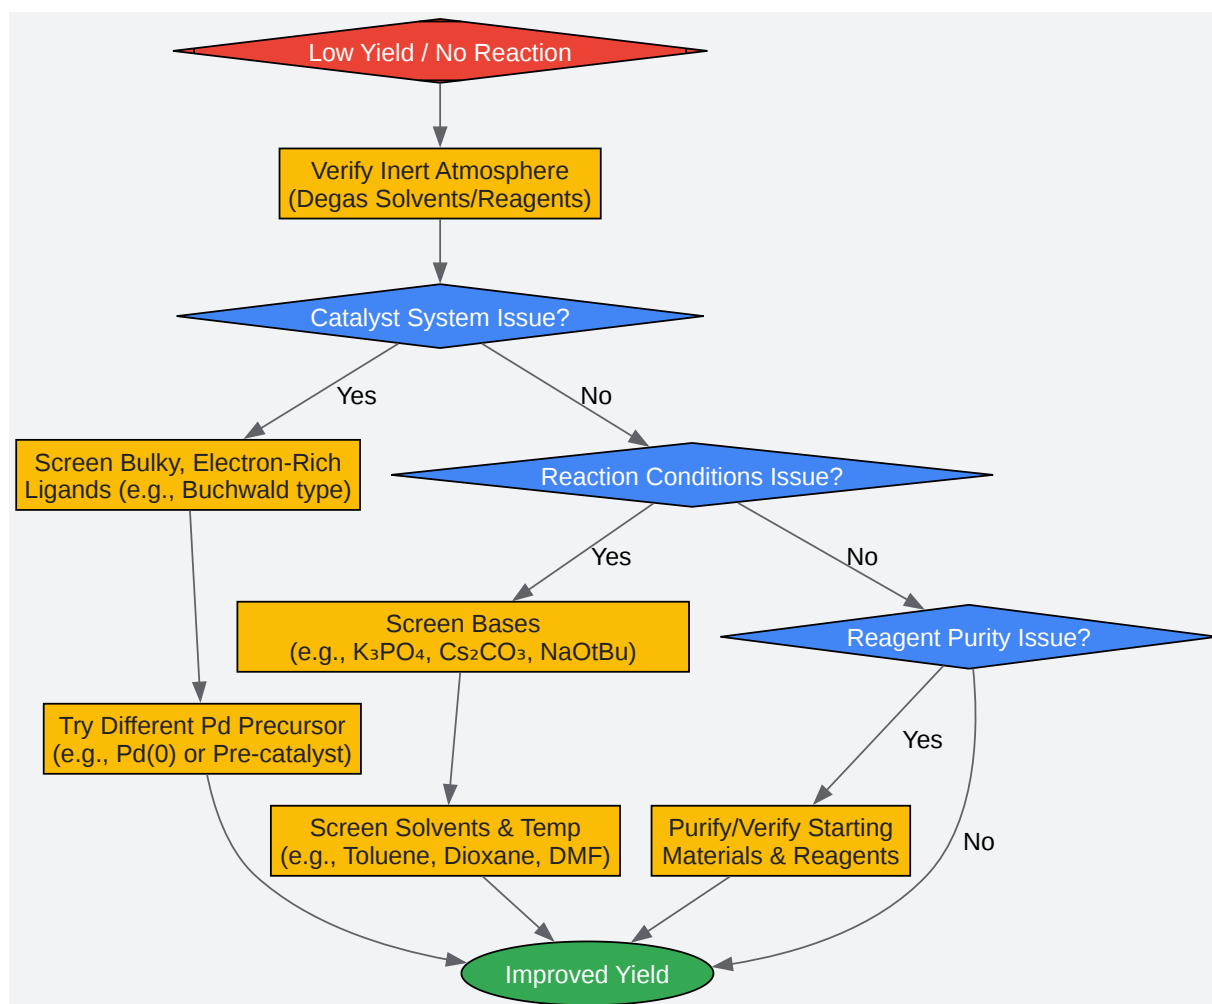 Low Yield / No Reaction
Verify Inert Atmosphere
(Degas Solvents/Reagents)
Catalyst System Issue?
Yes
No
Screen Bulky, Electron-Rich
Ligands (e.g., Buchwald type)
Reaction Conditions Issue?
Yes
No
Screen Bases
(e.g., K₃PO₄, Cs₂CO₃, NaOtBu)
Reagent Purity Issue?
Try Different Pd Precursor
(e.g., Pd(0) or Pre-catalyst)
Yes
No
Screen Solvents & Temp
(e.g., Toluene, Dioxane, DMF)
Purify/Verify Starting
Materials & Reagents
Improved Yield